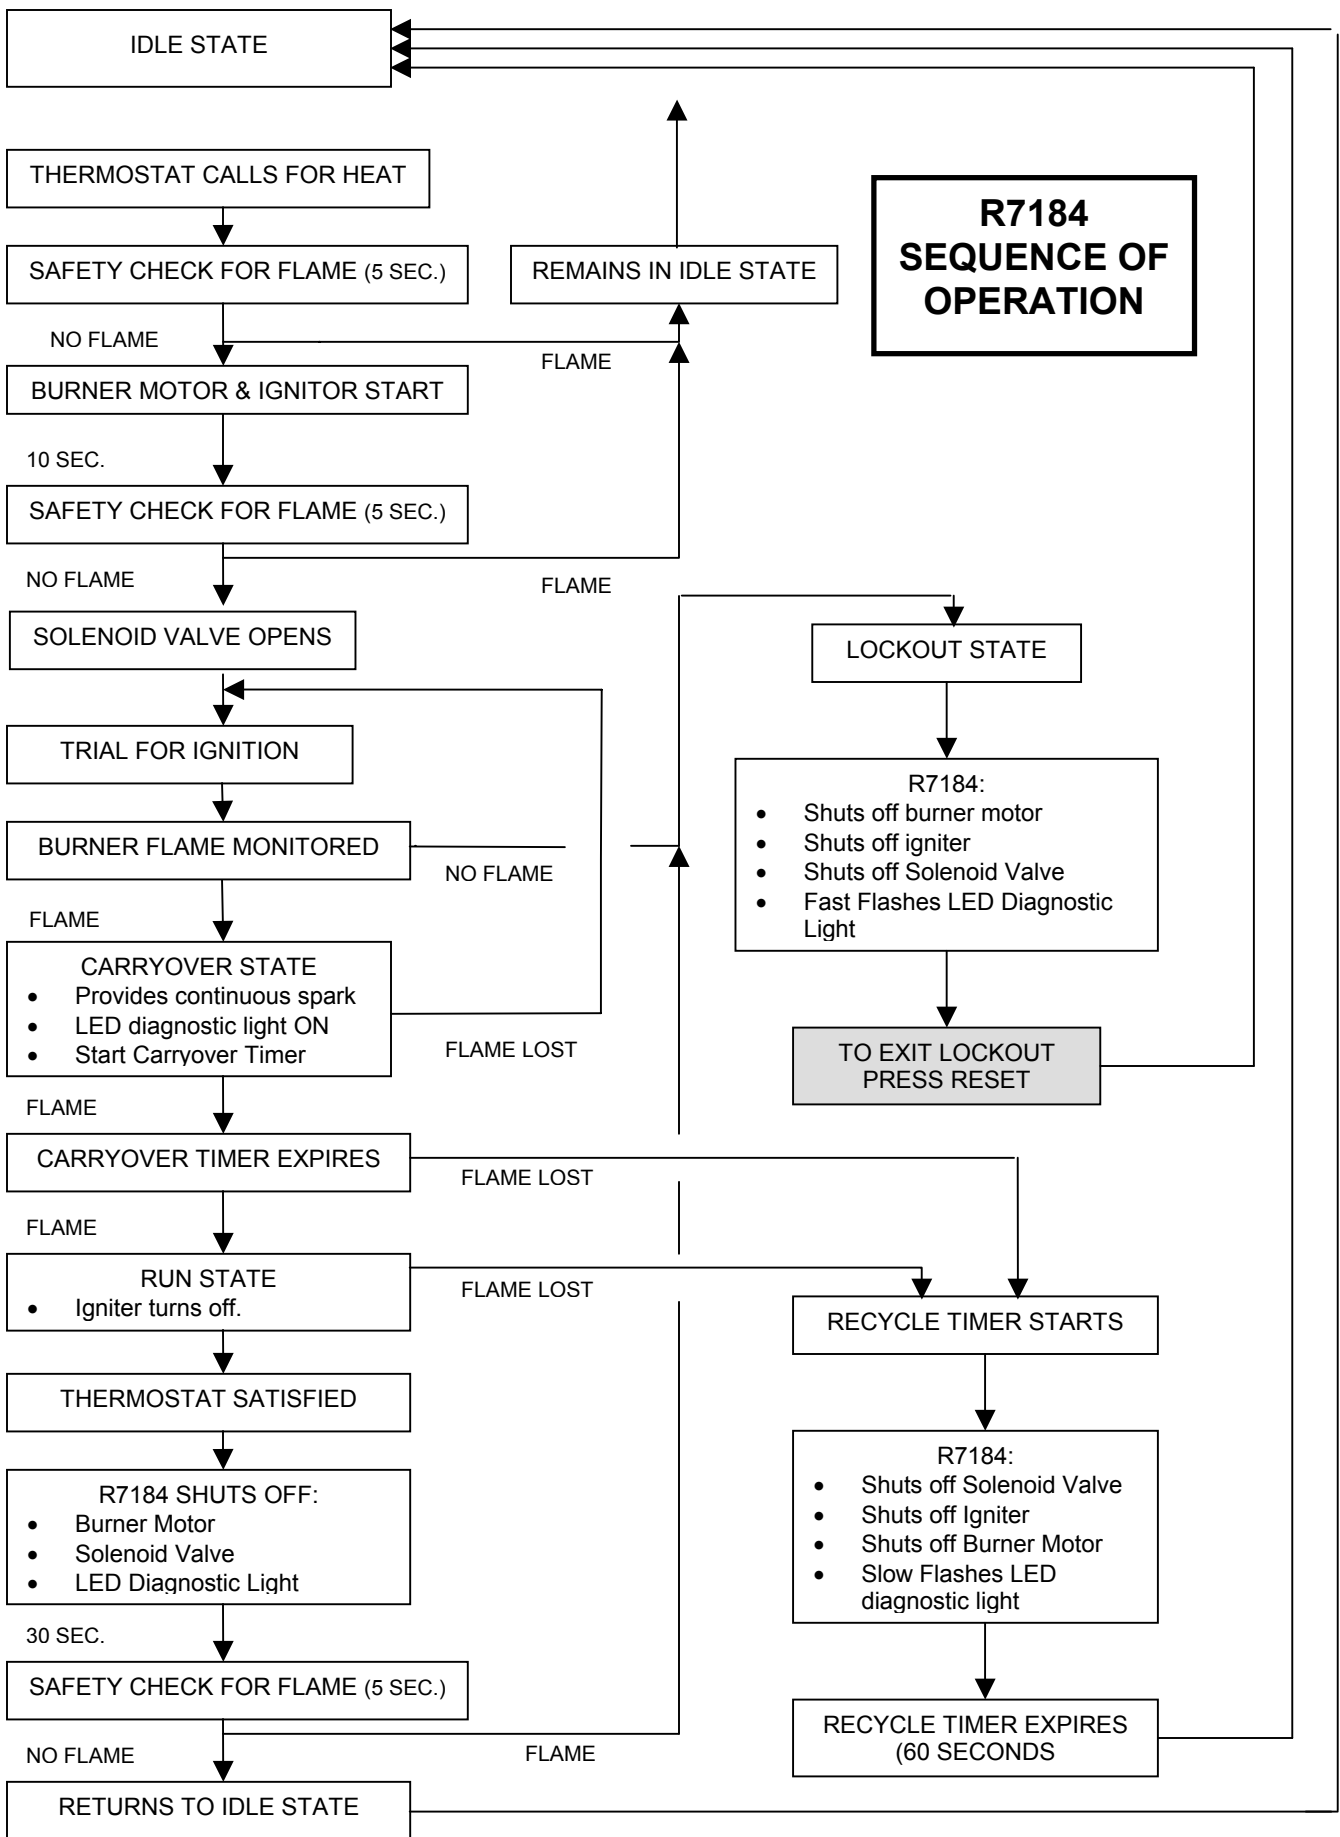 IDLE STATE
THERMOSTAT CALLS FOR HEAT
R7184
SEQUENCE OF
OPERATION
SAFETY CHECK FOR FLAME (5 SEC.)
REMAINS IN IDLE STATE
NO FLAME
FLAME
BURNER MOTOR & IGNITOR START
10 SEC.
SAFETY CHECK FOR FLAME (5 SEC.)
NO FLAME
FLAME
SOLENOID VALVE OPENS
LOCKOUT STATE
TRIAL FOR IGNITION
R7184:
• Shuts off burner motor
• Shuts off igniter
• Shuts off Solenoid Valve
• Fast Flashes LED Diagnostic
Light
BURNER FLAME MONITORED
NO FLAME
FLAME
CARRYOVER STATE
• Provides continuous spark
• LED diagnostic light ON
• Start Carryover Timer
FLAME LOST
TO EXIT LOCKOUT
PRESS RESET
FLAME
CARRYOVER TIMER EXPIRES
FLAME LOST
FLAME
RUN STATE
• Igniter turns off.
FLAME LOST
RECYCLE TIMER STARTS
THERMOSTAT SATISFIED
R7184 SHUTS OFF:
• Burner Motor
• Solenoid Valve
• LED Diagnostic Light
R7184:
• Shuts off Solenoid Valve
• Shuts off Igniter
• Shuts off Burner Motor
• Slow Flashes LED
diagnostic light
30 SEC.
SAFETY CHECK FOR FLAME (5 SEC.)
RECYCLE TIMER EXPIRES
(60 SECONDS
NO FLAME
FLAME
RETURNS TO IDLE STATE